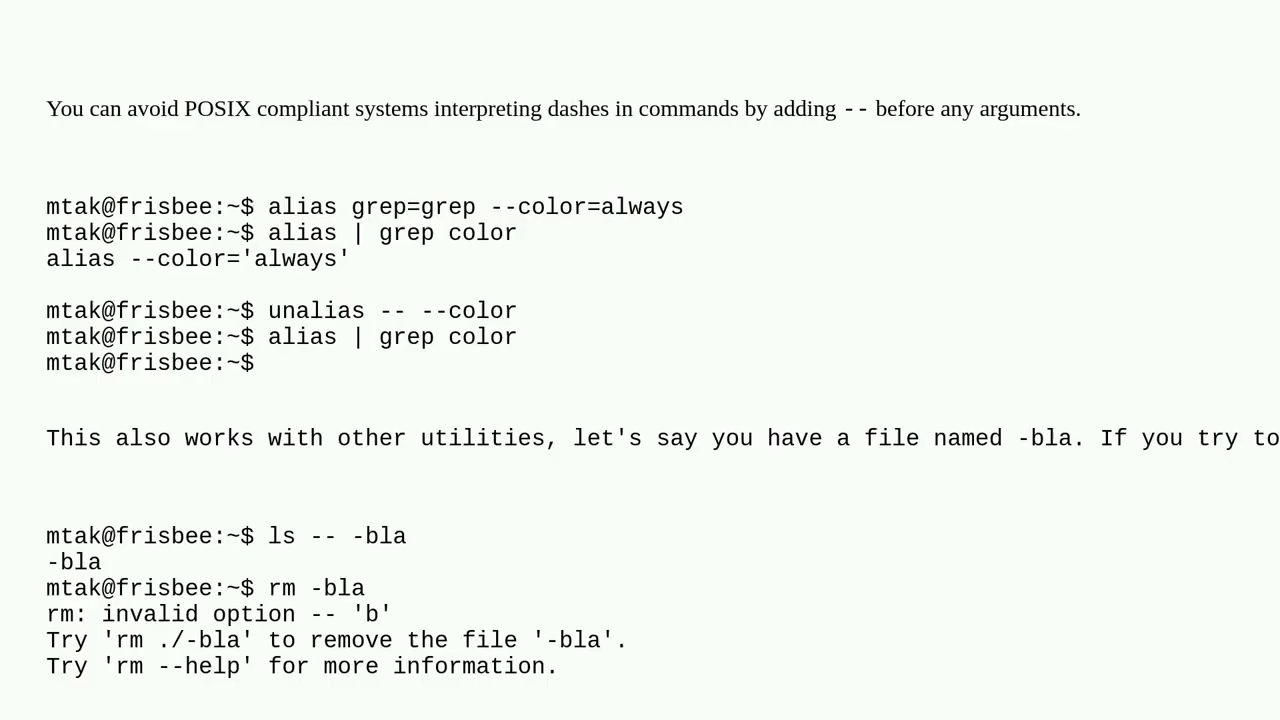 You can avoid POSIX compliant systems interpreting dashes in commands by adding -- before any arguments.
mtak@frisbee:~$ alias grep=grep --color=always
mtak@frisbee:~$ alias | grep color
alias --color='always'
mtak@frisbee:~$ unalias -- --color
mtak@frisbee:~$ alias | grep color
mtak@frisbee:~$
This also works with other utilities, let's say you have a file named -bla. If you try to
mtak@frisbee:~$ ls -- -bla
-bla
mtak@frisbee:~$ rm -bla
rm: invalid option -- 'b'
Try 'rm ./-bla' to remove the file '-bla'.
Try 'rm --help' for more information.